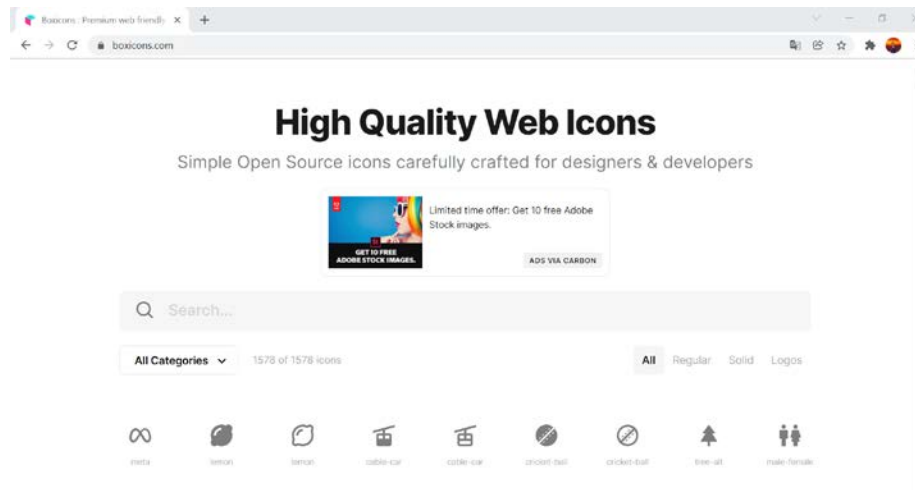 Boxicons : Premium web friendly
boxicons.com
High Quality Web Icons
Simple Open Source icons carefully crafted for designers & developers
Limited time offer: Get 10 free Adobe
Stock images.
GET 10 FREE
ADOBE STOCK IMAGES.
ADS VIA CARBON
Search...
All Categories
1578 of 1578 icons
All Regular Solid Logos
meta lemon lemon cable-car cable-car cricket-ball cricket-ball tree-alt male-female